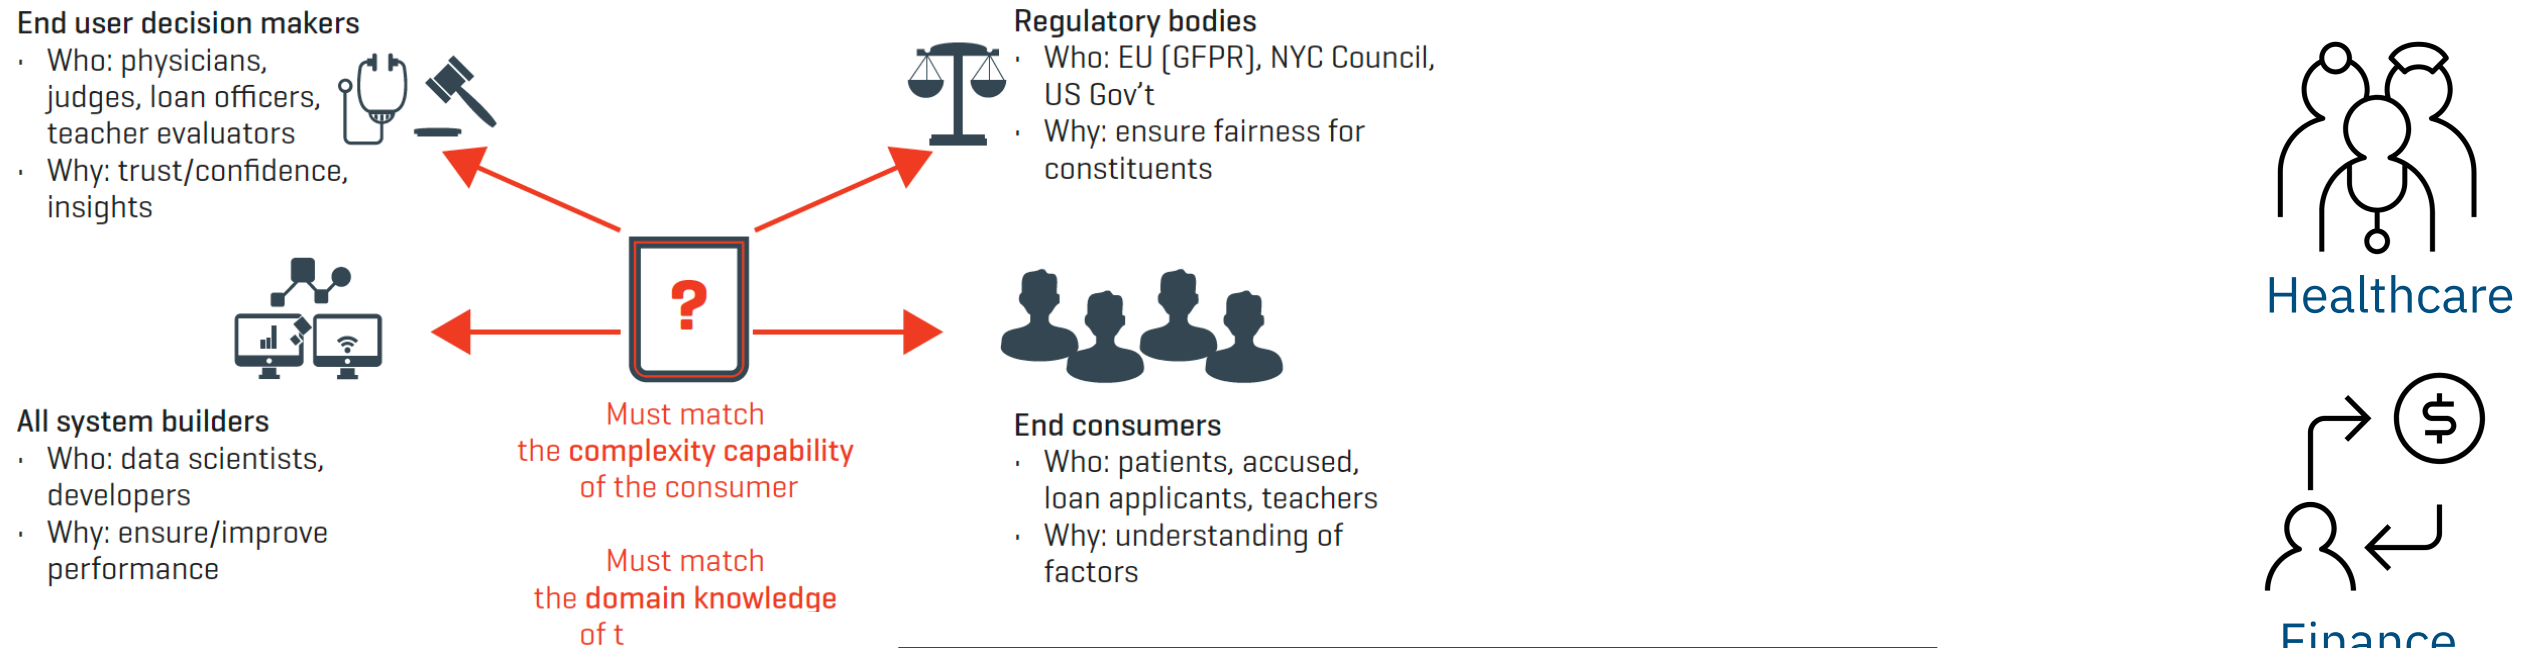 End user decision makers
· Who: physicians,
judges, loan officers,
teacher evaluators
· Why: trust/confidence,
insights
Regulatory bodies
· Who: EU (GFPR), NYC Council,
US Gov't
· Why: ensure fairness for
constituents
?
All system builders
· Who: data scientists,
developers
· Why: ensure/improve
performance
Must match
the complexity capability
of the consumer
Must match
the domain knowledge
of t
End consumers
· Who: patients, accused,
loan applicants, teachers
· Why: understanding of
factors
Healthcare
$
Finance